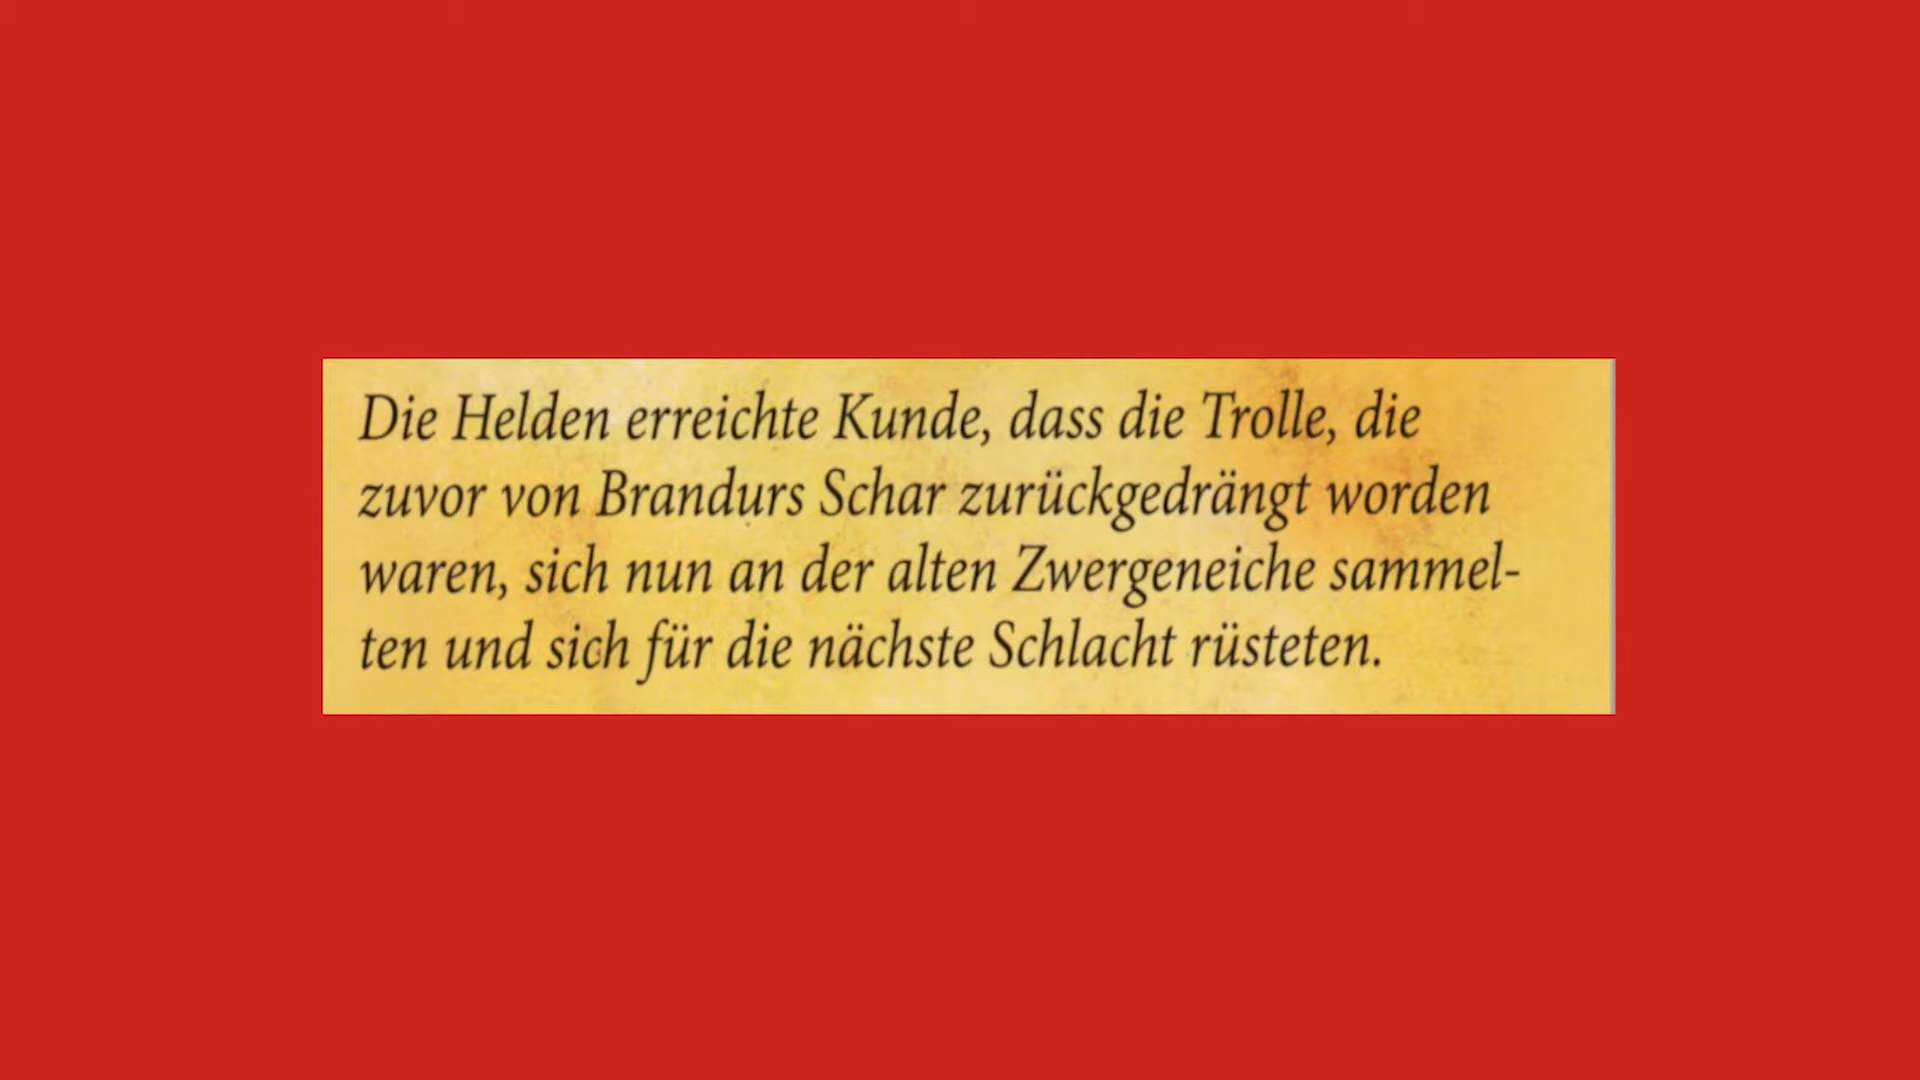 Die Helden erreichte Kunde, dass die Trolle, die
zuvor von Brandurs Schar zurückgedrängt worden
waren, sich nun an der alten Zwergeneiche sammel-
ten und sich für die nächste Schlacht rüsteten.